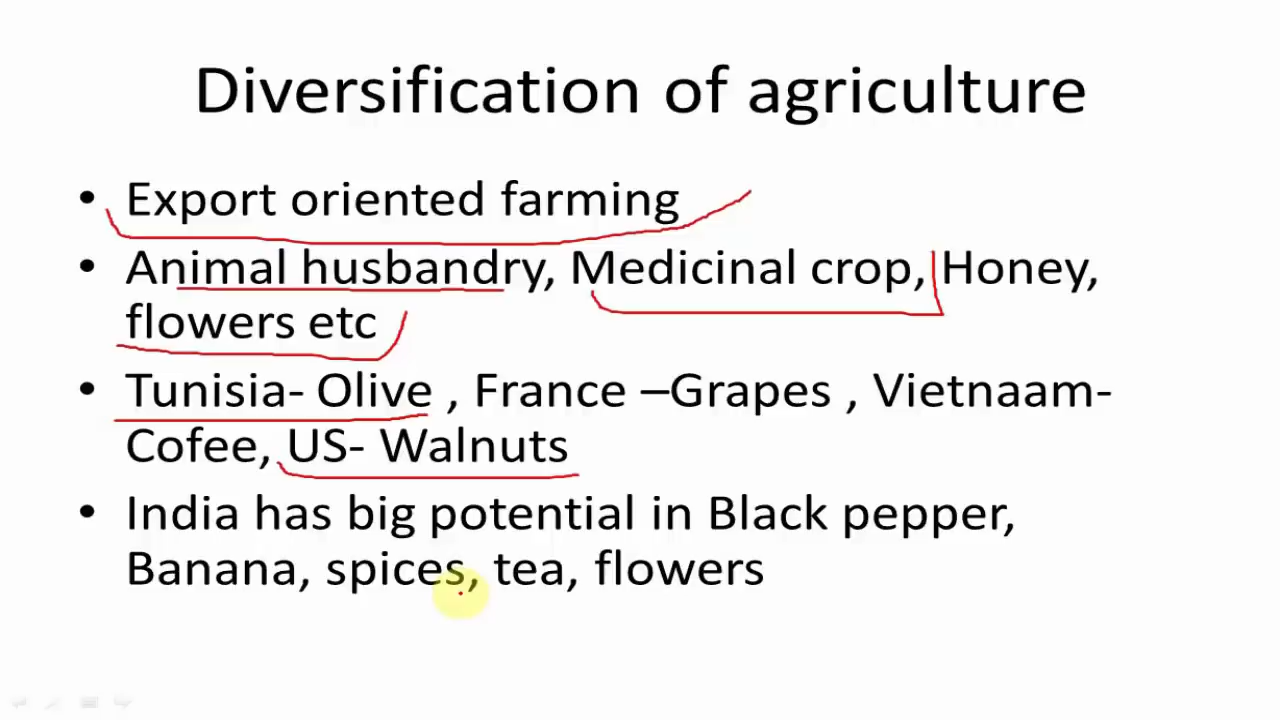 Diversification of agriculture
• Export oriented farming
• Animal husbandry, Medicinal crop, Honey,
flowers etc
• Tunisia- Olive , France –Grapes , Vietnaam-
Cofee, US- Walnuts
• India has big potential in Black pepper,
Banana, spices, tea, flowers